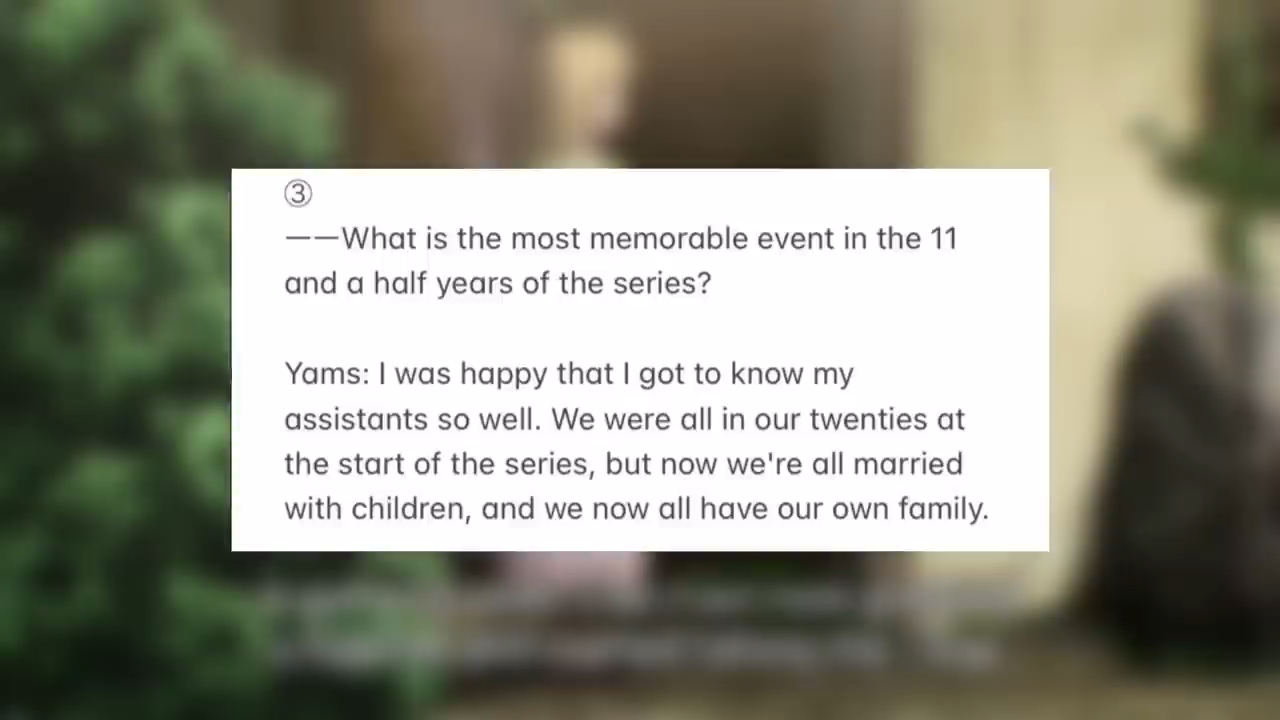 ③
——What is the most memorable event in the 11
and a half years of the series?
Yams: I was happy that I got to know my
assistants so well. We were all in our twenties at
the start of the series, but now we're all married
with children, and we now all have our own family.